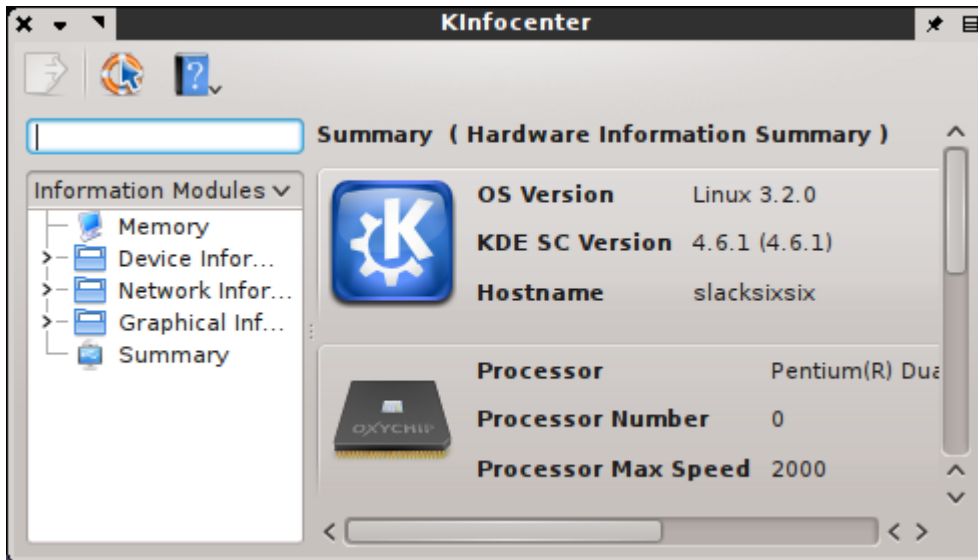 KInfocenter
Summary ( Hardware Information Summary )
Information Modules
Memory
Device Infor...
Network Infor...
Graphical Inf...
Summary
OS Version Linux 3.2.0
KDE SC Version 4.6.1 (4.6.1)
Hostname slacksixsix
OXYCHIP
Processor Pentium(R) Dua
Processor Number 0
Processor Max Speed 2000